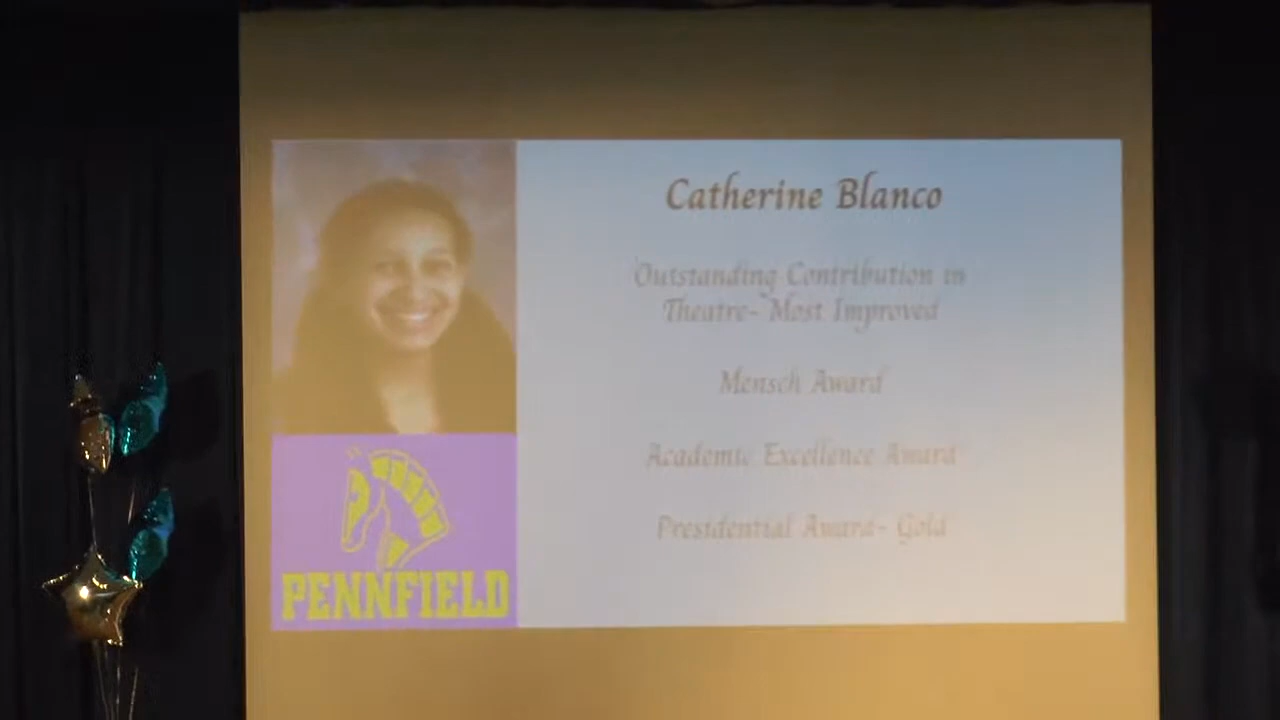 Catherine Blanco
Outstanding Contribution in
Theatre- Most Improved
Mensch Award
Academic Excellence Award
Presidential Award- Gold
PENNFIELD